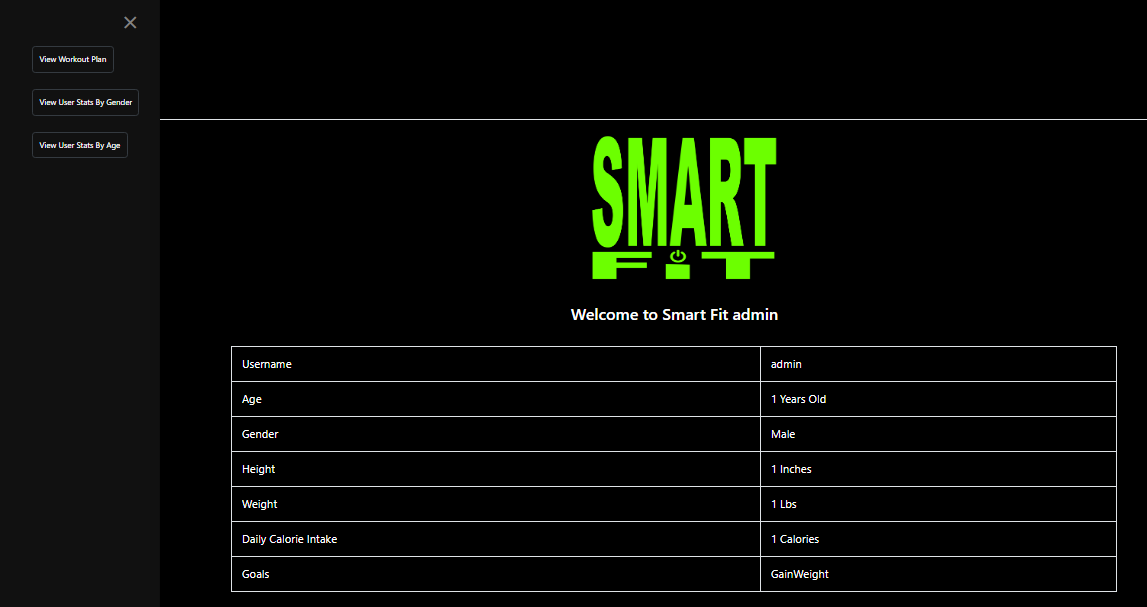 View Workout Plan
View User Stats By Gender
View User Stats By Age
SMART
FiT
Welcome to Smart Fit admin
Username admin
Age 1 Years Old
Gender Male
Height 1 Inches
Weight 1 Lbs
Daily Calorie Intake 1 Calories
Goals GainWeight